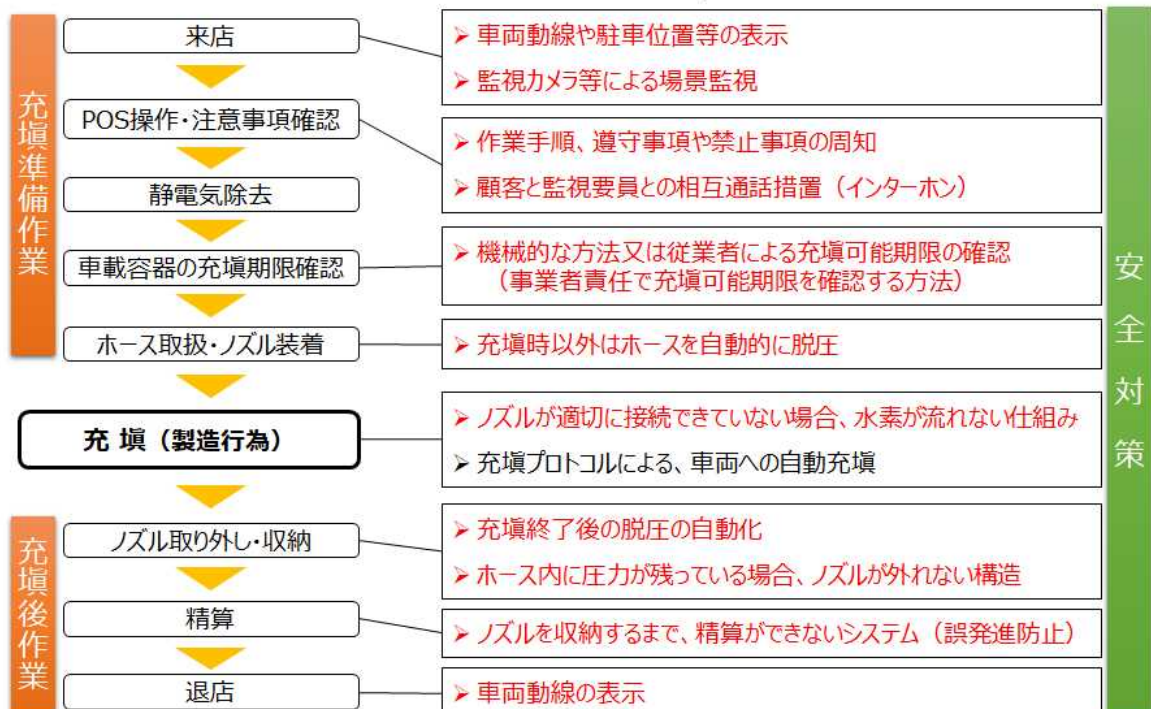 充塡準備作業
来店
➢ 車両動線や駐車位置等の表示
➢ 監視カメラ等による場景監視
POS操作・注意事項確認
➢ 作業手順、遵守事項や禁止事項の周知
➢ 顧客と監視要員との相互通話措置（インターホン）
静電気除去
車載容器の充塡期限確認
➢ 機械的な方法又は従業者による充塡可能期限の確認
（事業者責任で充塡可能期限を確認する方法）
ホース取扱・ノズル装着
➢ 充塡時以外はホースを自動的に脱圧
充 塡（製造行為）
➢ ノズルが適切に接続できていない場合、水素が流れない仕組み
➢ 充塡プロトコルによる、車両への自動充塡
充塡後作業
ノズル取り外し・収納
➢ 充塡終了後の脱圧の自動化
➢ ホース内に圧力が残っている場合、ノズルが外れない構造
精算
➢ ノズルを収納するまで、精算ができないシステム（誤発進防止）
退店
➢ 車両動線の表示
安全対策